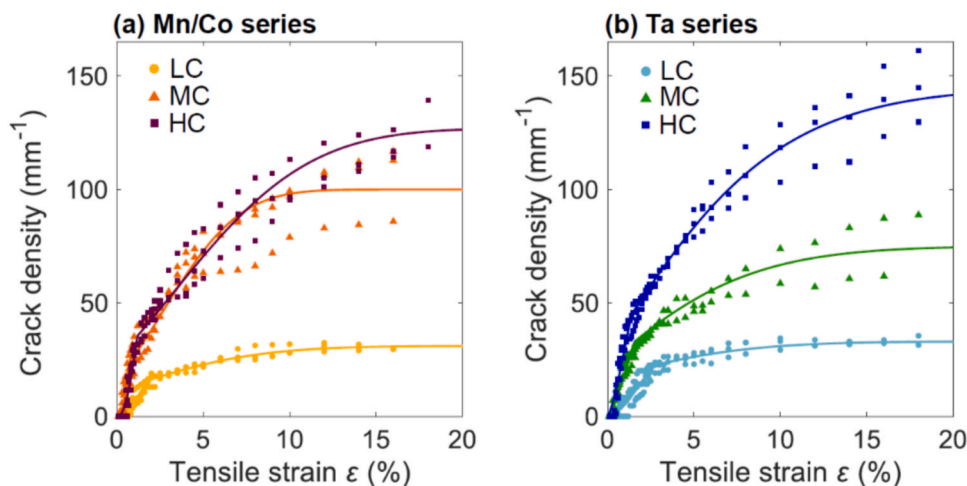 (a) Mn/Co series
LC
MC
HC
150
100
50
0
0 5 10 15 20
Crack density (mm⁻¹)
Tensile strain ε (%)
(b) Ta series
LC
MC
HC
150
100
50
0
0 5 10 15 20
Crack density (mm⁻¹)
Tensile strain ε (%)